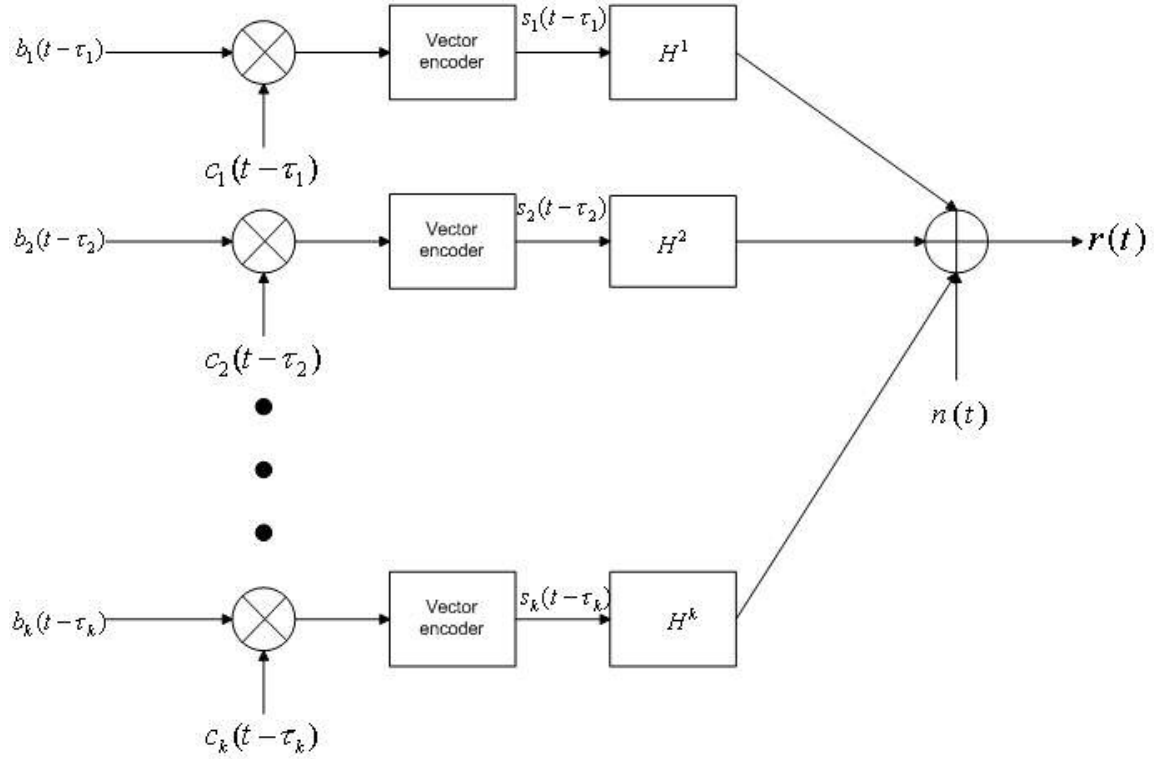 b₁(t − τ₁)
Vector encoder
s₁(t − τ₁)
H¹
c₁(t − τ₁)
b₂(t − τ₂)
Vector encoder
s₂(t − τ₂)
H²
r(t)
c₂(t − τ₂)
n(t)
bₖ(t − τₖ)
Vector encoder
sₖ(t − τₖ)
Hᵏ
cₖ(t − τₖ)